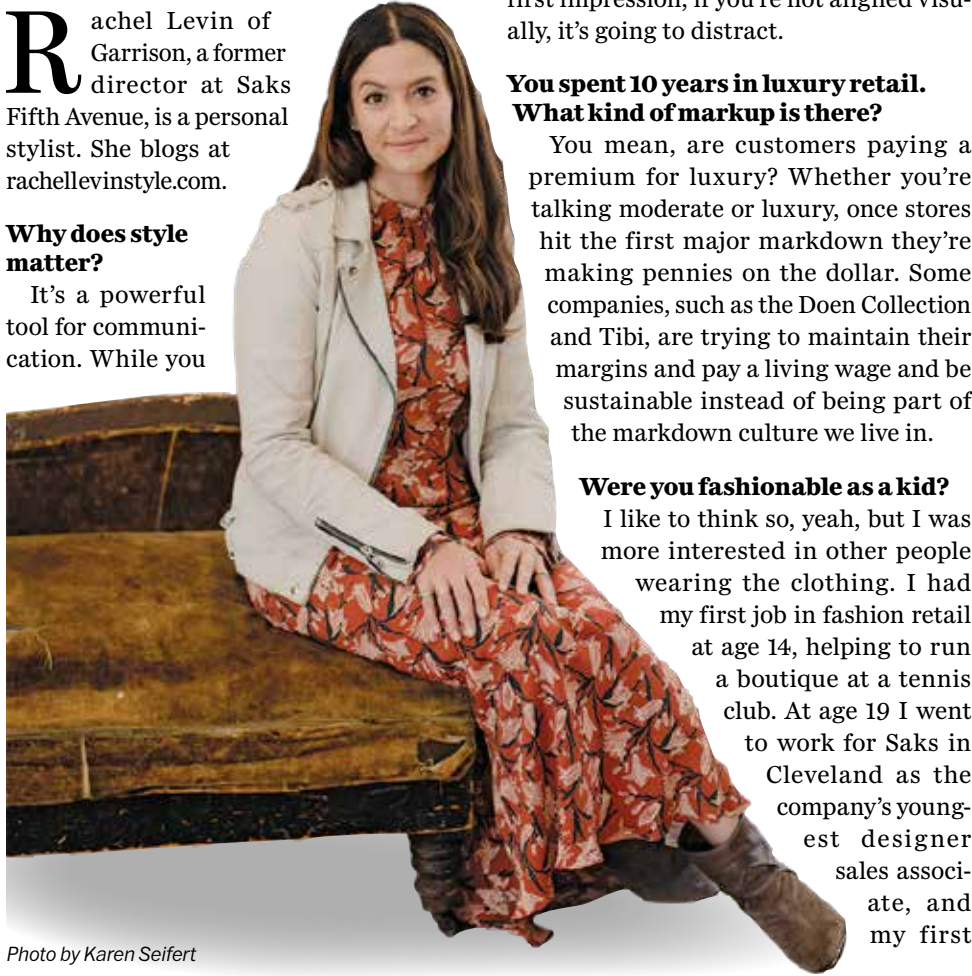 Rachel Levin of
Garrison, a former
director at Saks
Fifth Avenue, is a personal
stylist. She blogs at
rachellevinstyle.com.
Why does style
matter?
It's a powerful
tool for communi-
cation. While you
Photo by Karen Seifert
first impression, if you're not aligned visu-
ally, it's going to distract.
You spent 10 years in luxury retail.
What kind of markup is there?
You mean, are customers paying a
premium for luxury? Whether you're
talking moderate or luxury, once stores
hit the first major markdown they're
making pennies on the dollar. Some
companies, such as the Doen Collection
and Tibi, are trying to maintain their
margins and pay a living wage and be
sustainable instead of being part of
the markdown culture we live in.
Were you fashionable as a kid?
I like to think so, yeah, but I was
more interested in other people
wearing the clothing. I had
my first job in fashion retail
at age 14, helping to run
a boutique at a tennis
club. At age 19 I went
to work for Saks in
Cleveland as the
company's young-
est designer
sales associ-
ate, and
my first